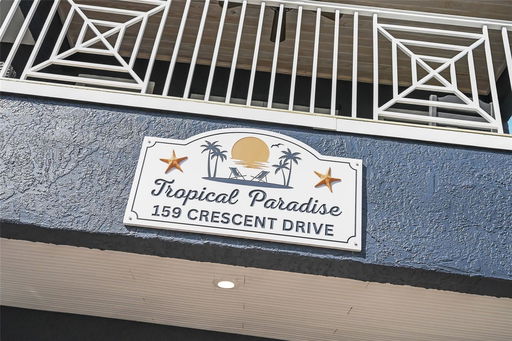 Tropical Paradise
159 CRESCENT DRIVE